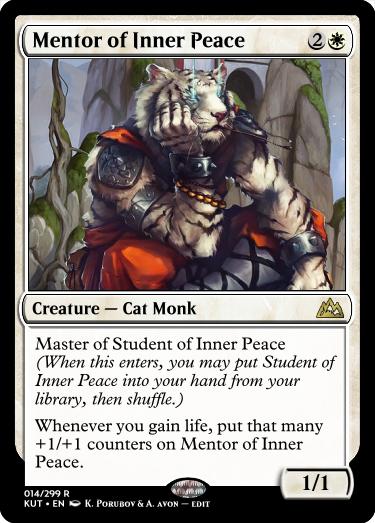 Mentor of Inner Peace 2
Creature — Cat Monk
Master of Student of Inner Peace
(When this enters, you may put Student of
Inner Peace into your hand from your
library, then shuffle.)
Whenever you gain life, put that many
+1/+1 counters on Mentor of Inner
Peace.
1/1
014/299 R
KUT • EN K. Porubov & A. avon — EDIT